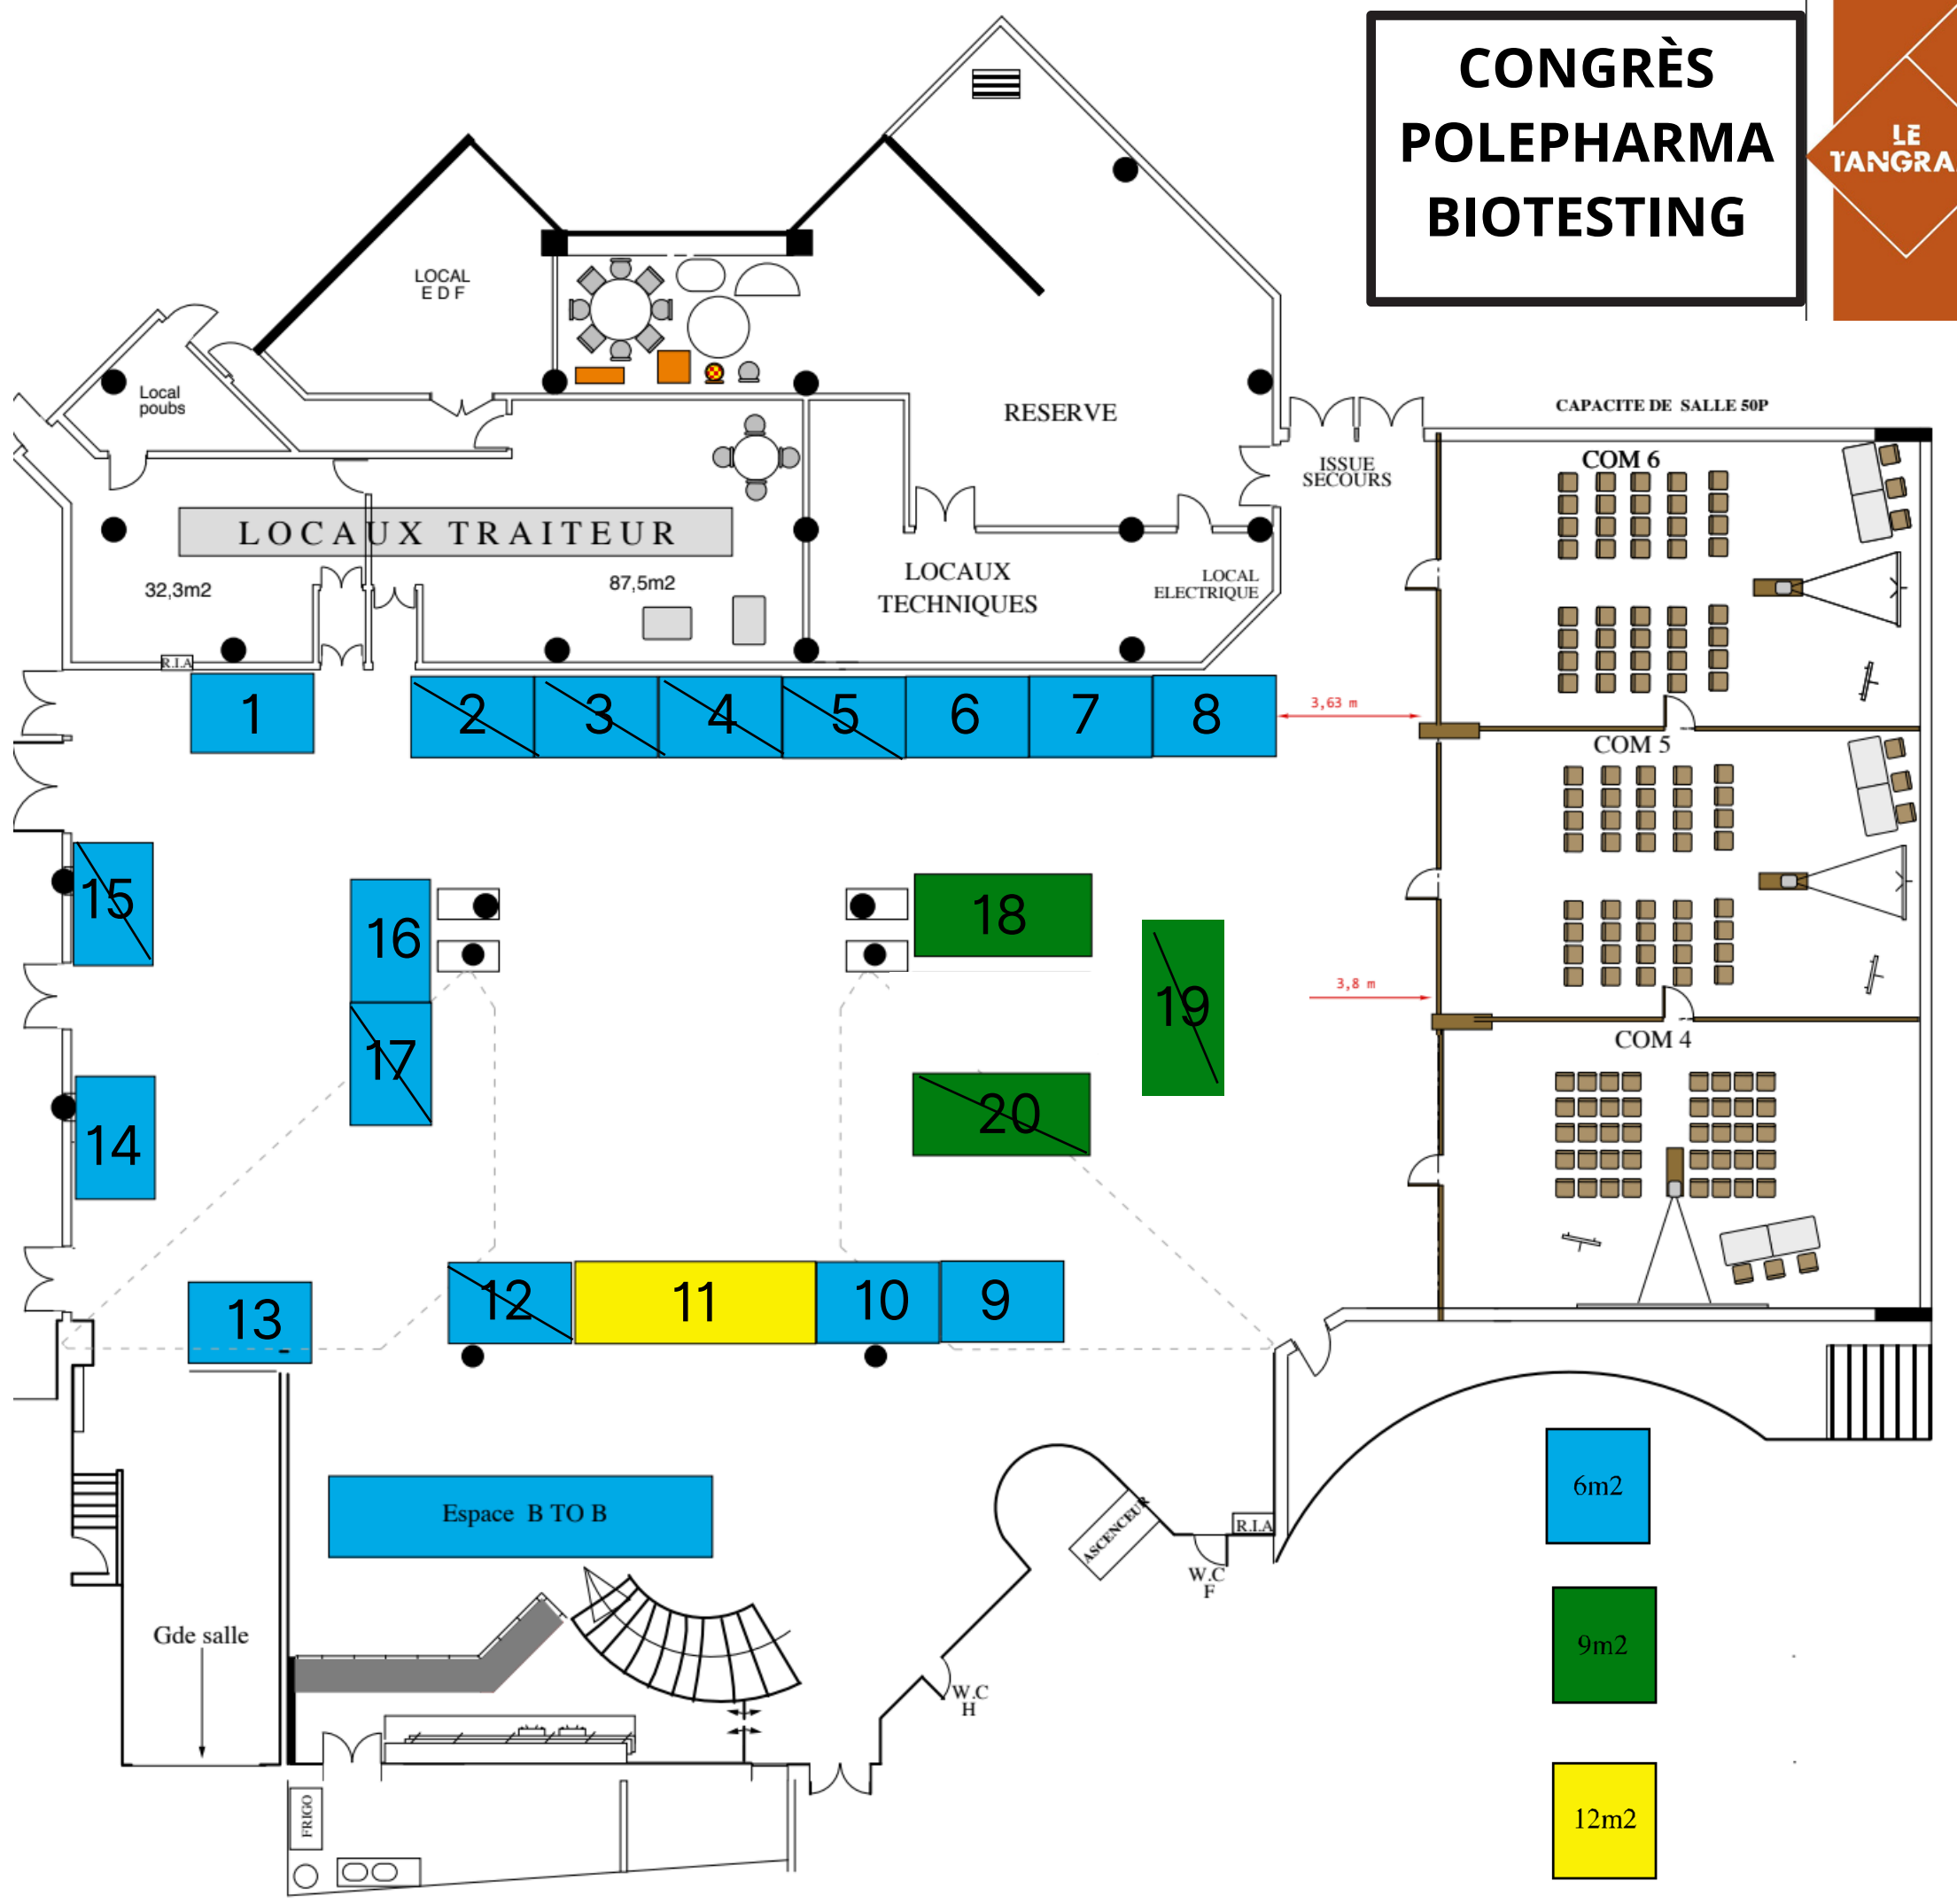 CONGRÈS
POLEPHARMA
BIOTESTING
LE
TANGRA
LOCAL
E D F
Local
poubs
RESERVE
CAPACITE DE SALLE 50P
ISSUE
SECOURS
COM 6
LOCAUX TRAITEUR
32,3m2
87,5m2
LOCAUX
TECHNIQUES
LOCAL
ELECTRIQUE
R.I.A
1
2
3
4
5
6
7
8
3,63 m
COM 5
15
16
18
17
19
3,8 m
COM 4
14
20
13
12
11
10
9
Espace B TO B
ASCENCEUR
R.I.A
W.C
F
6m2
Gde salle
9m2
W.C
H
FRIGO
12m2